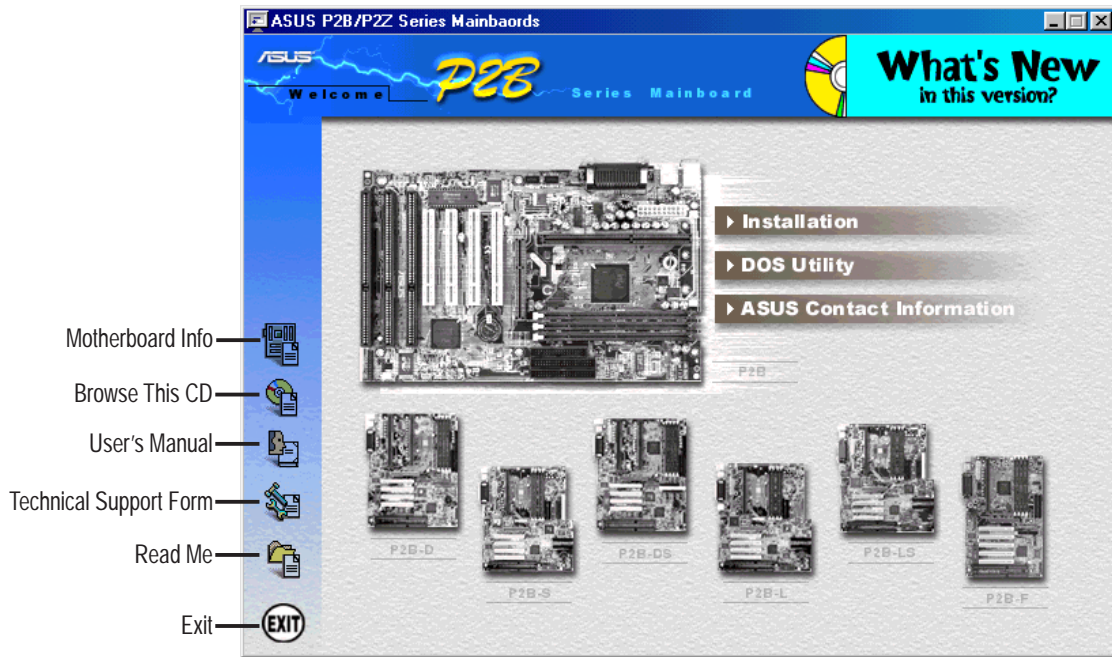 ASUS P2B/P2Z Series Mainbaords
ASUS
Welcome
P2B
Series Mainboard
What's New
in this version?
Installation
DOS Utility
ASUS Contact Information
P2B
Motherboard Info
Browse This CD
User's Manual
Technical Support Form
Read Me
Exit
EXIT
P2B-D
P2B-S
P2B-DS
P2B-L
P2B-LS
P2B-F